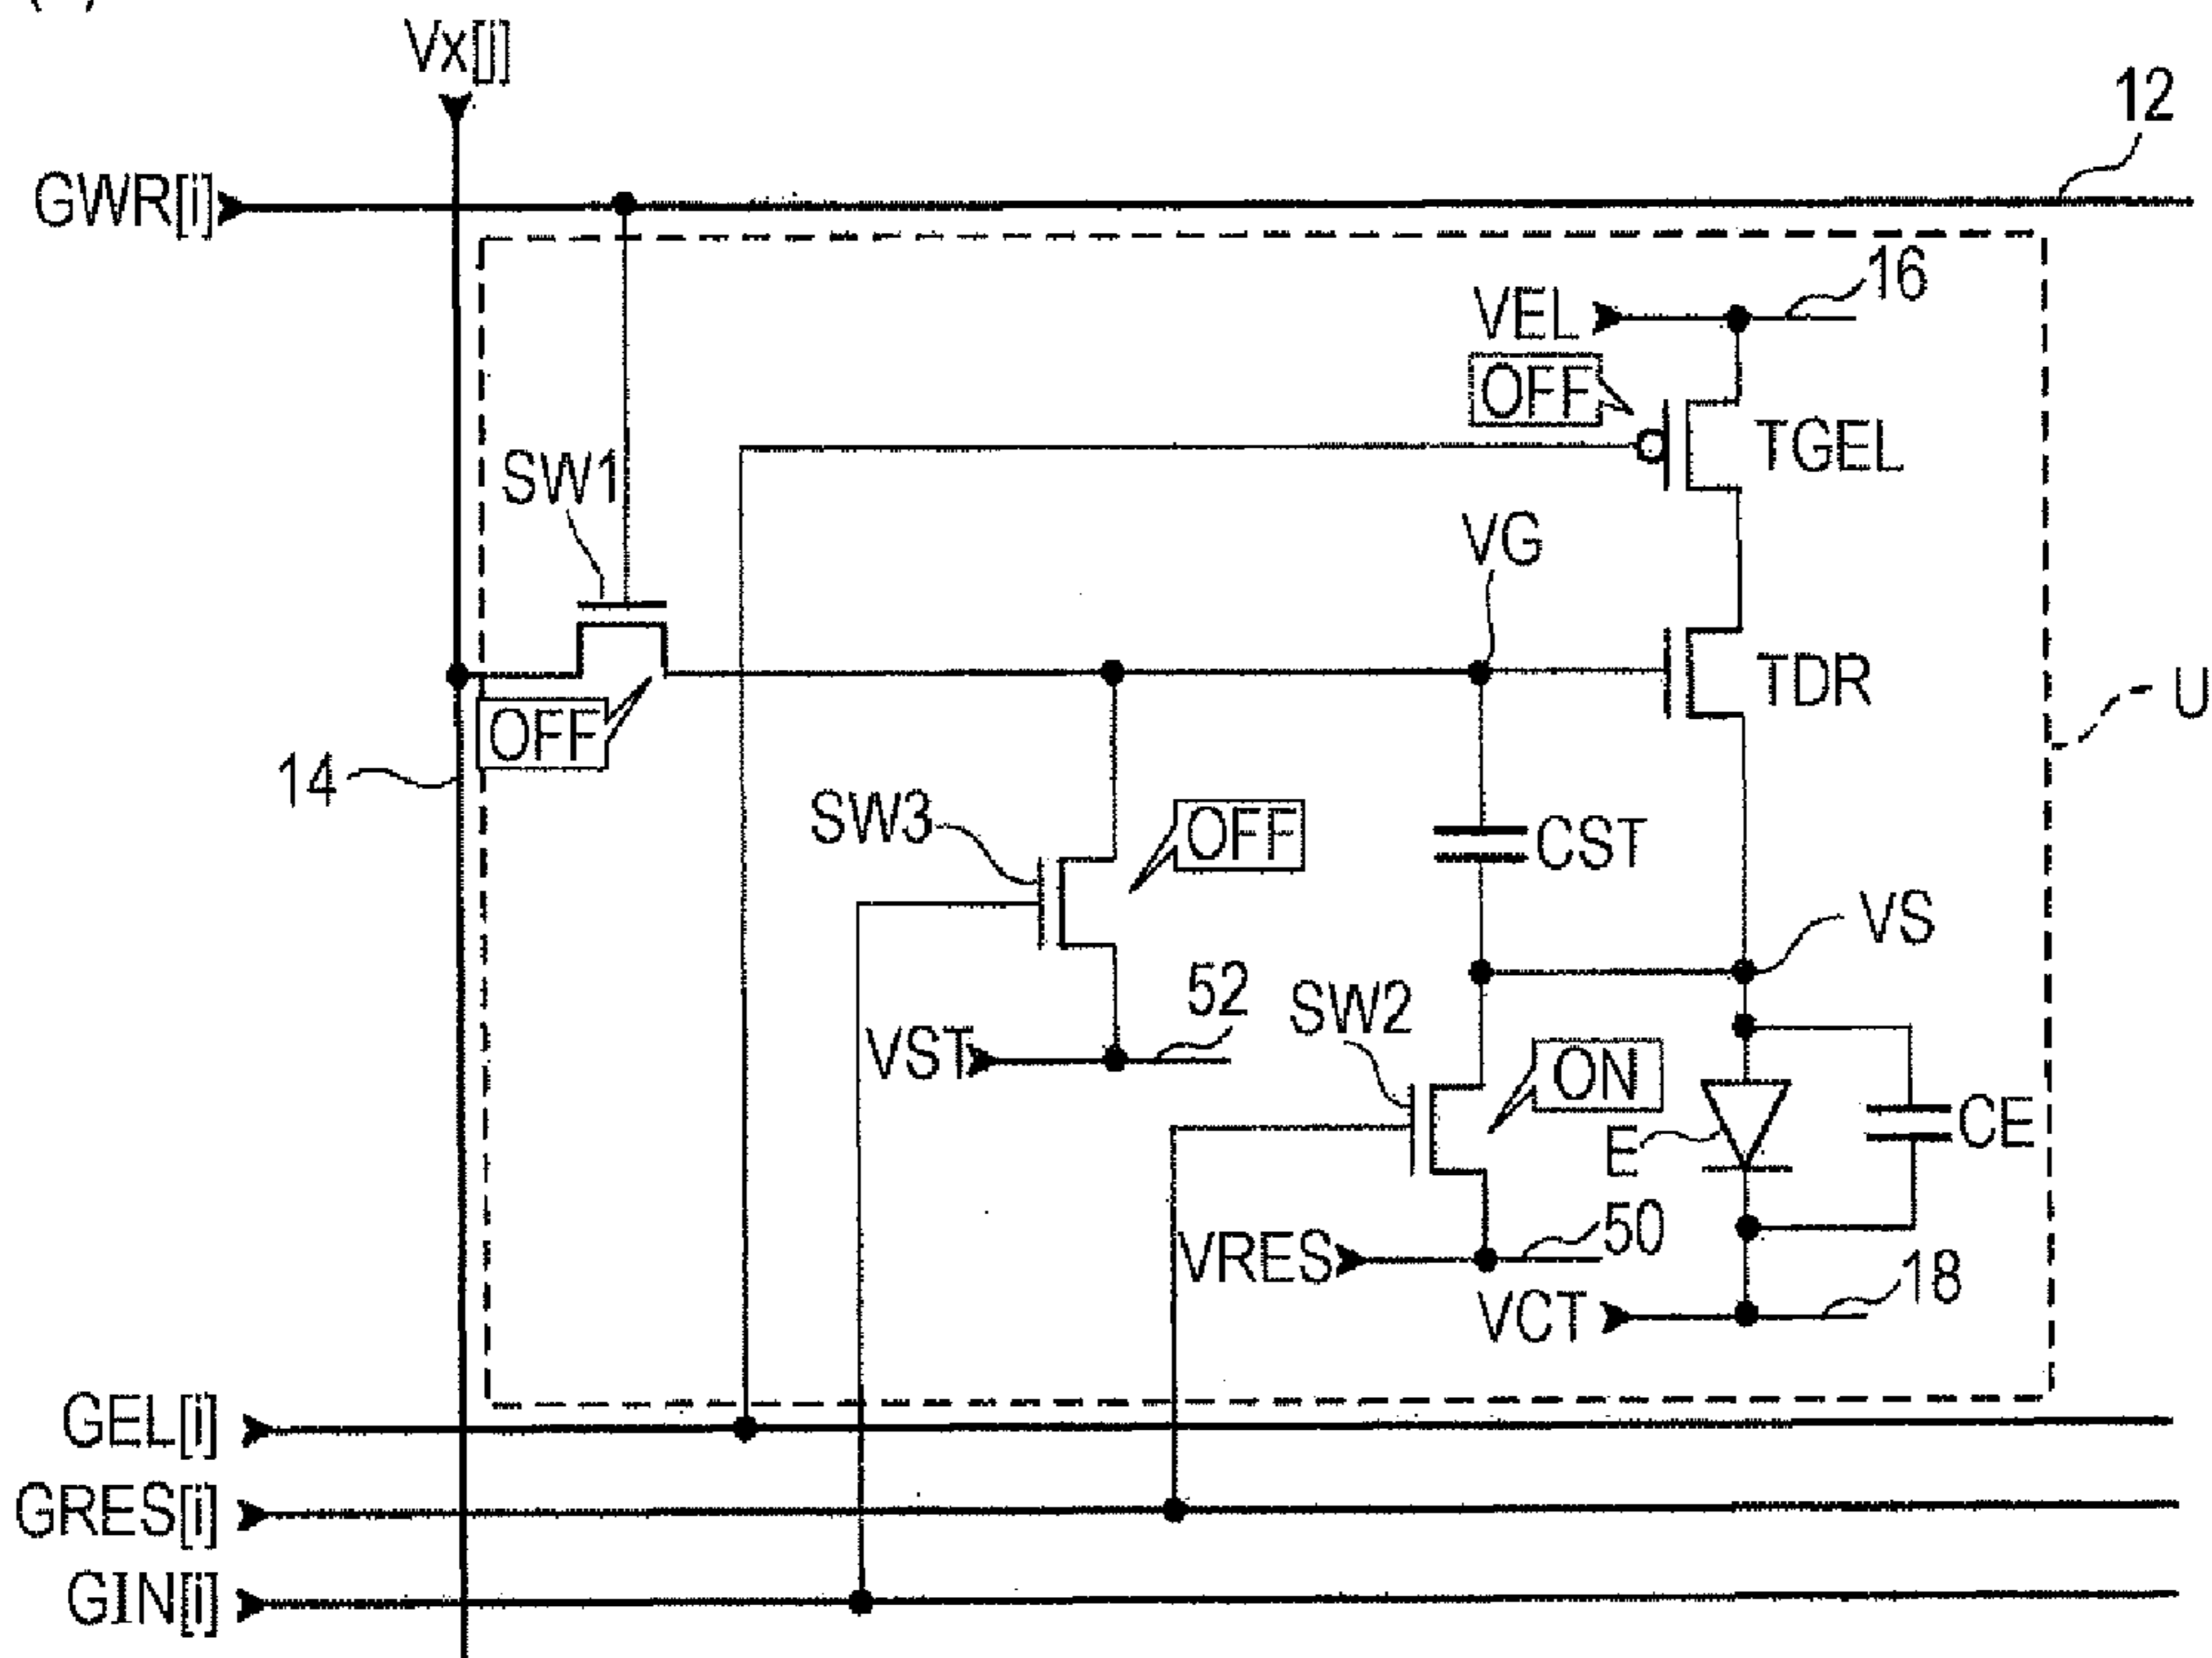 Vx[j]
12
GWR[i]
16
VEL
OFF
TGEL
SW1
VG
TDR
U
OFF
14
SW3
OFF
CST
VS
52
SW2
VST
ON
CE
E
50
VRES
18
VCT
GEL[i]
GRES[i]
GIN[i]